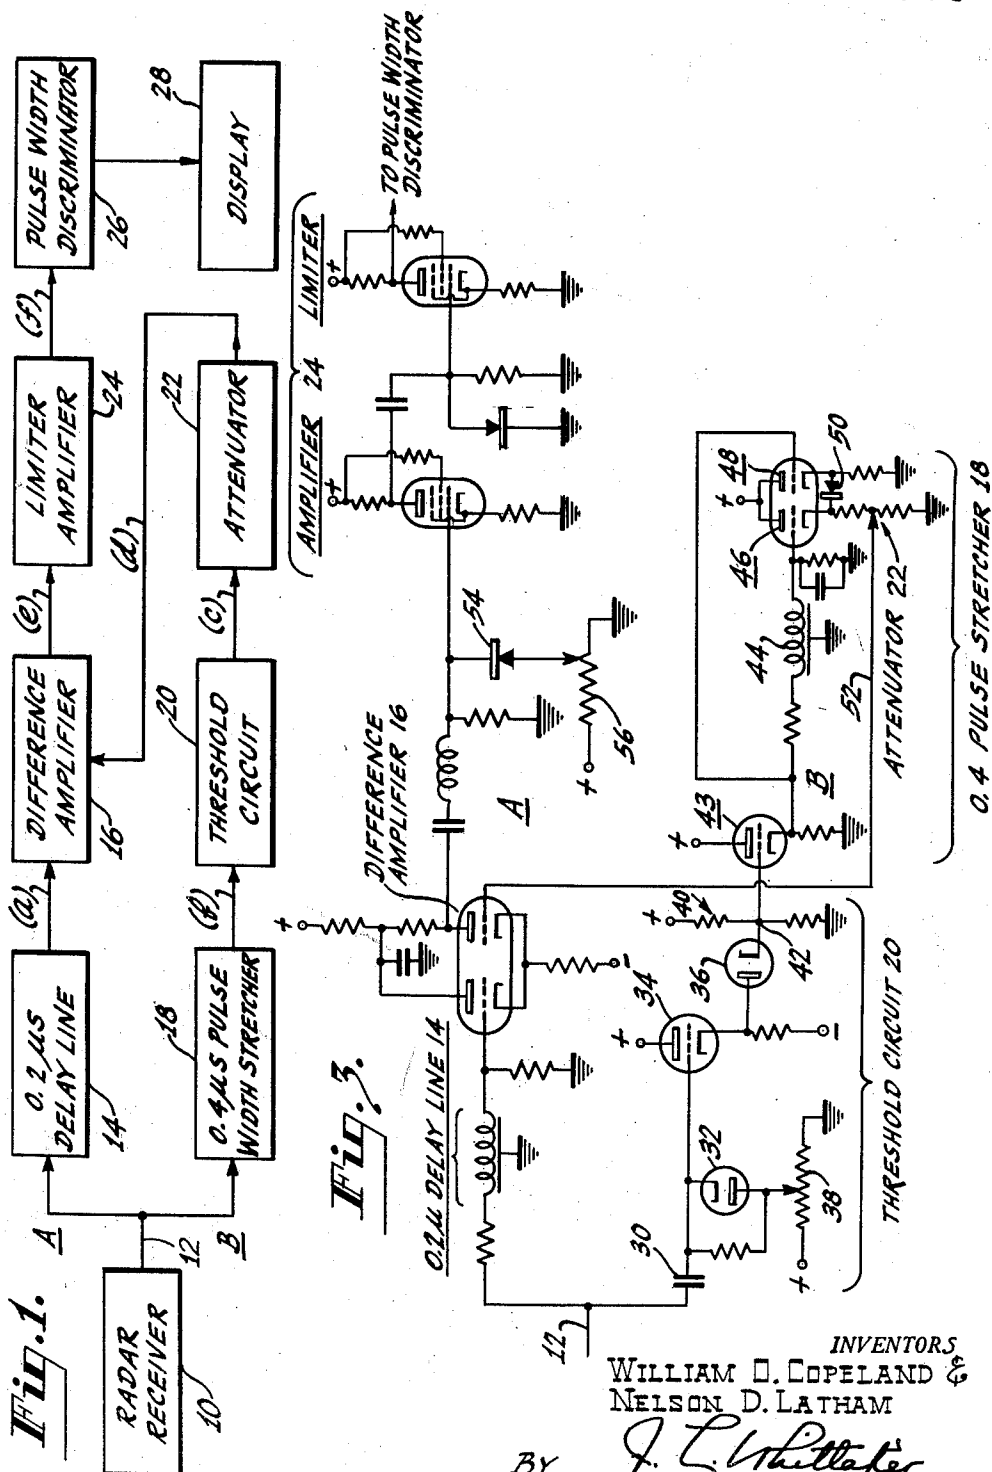 Fig. 1.
RADAR
RECEIVER
10
12
A
B
0.2 µS
DELAY LINE
14
(a)
DIFFERENCE
AMPLIFIER
16
(e)
LIMITER
AMPLIFIER
24
(f)
PULSE WIDTH
DISCRIMINATOR
26
0.4 µS PULSE
WIDTH STRETCHER
18
(b)
THRESHOLD
CIRCUIT
20
(c)
ATTENUATOR
22
(d)
DISPLAY
28
Fig. 3.
12
0.2 µ DELAY LINE 14
DIFFERENCE
AMPLIFIER 16
A
54
56
AMPLIFIER 24 LIMITER
TO PULSE WIDTH
DISCRIMINATOR
30
32
34
36
38
40
42
THRESHOLD CIRCUIT 20
43
B
44
46
48
50
52
ATTENUATOR 22
0.4 PULSE STRETCHER 18
+
+
+
+
+
+
+
+
+
−
−
INVENTORS
WILLIAM O. COPELAND &
NELSON D. LATHAM
BY
J. L. Whittaker